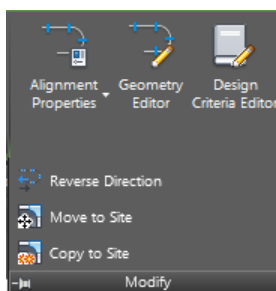 Alignment Geometry Design
Properties Editor Criteria Editor
Reverse Direction
Move to Site
Copy to Site
Modify